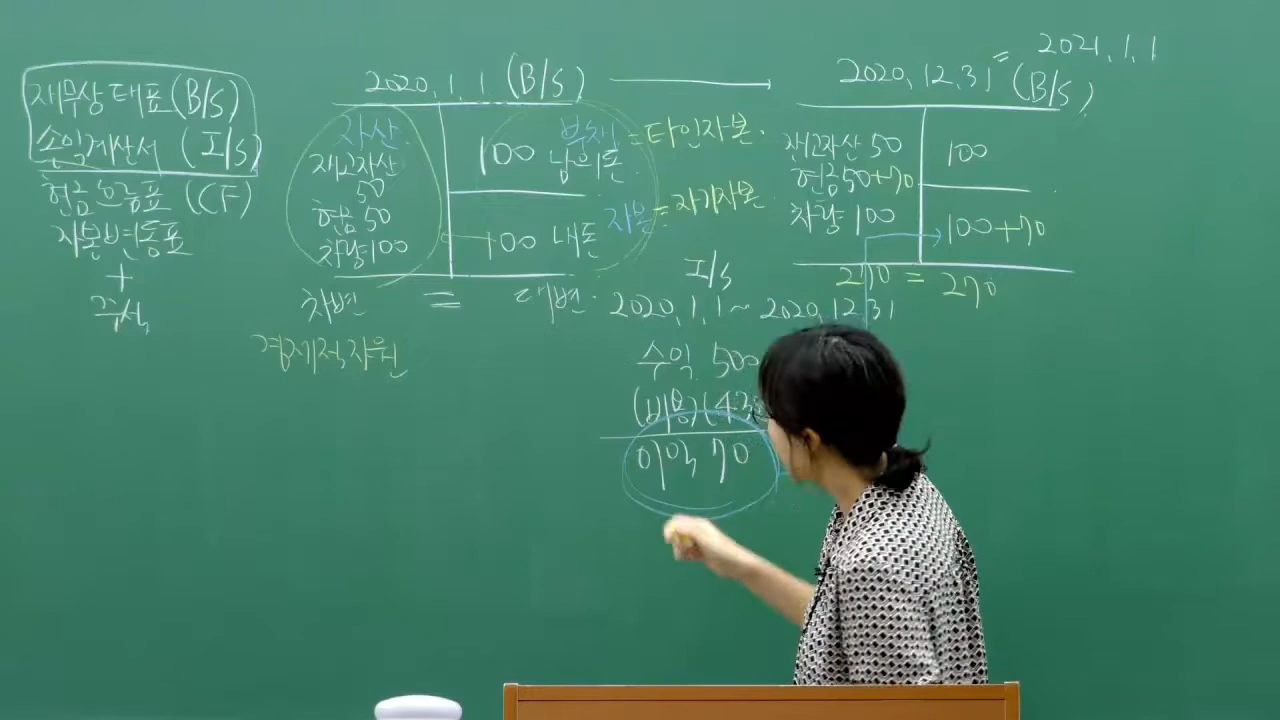 재무상태표(B/S)
손익계산서 (I/S)
현금흐름표 (CF)
자본변동표
+
주석
2020.1.1 (B/S)
자산
재고자산
50
현금 50
차량 100
100 부채 = 타인자본.
남의돈
100 내돈 자본 = 자기자본.
차변 = 대변.
경제적자원
2020.12.31 (B/S) = 2021.1.1
재고자산 50
현금 50+70
차량 100
100
100+70
270 = 270
I/S
2020.1.1 ~ 2020.12.31
수익 500
(비용)(43
이익 70